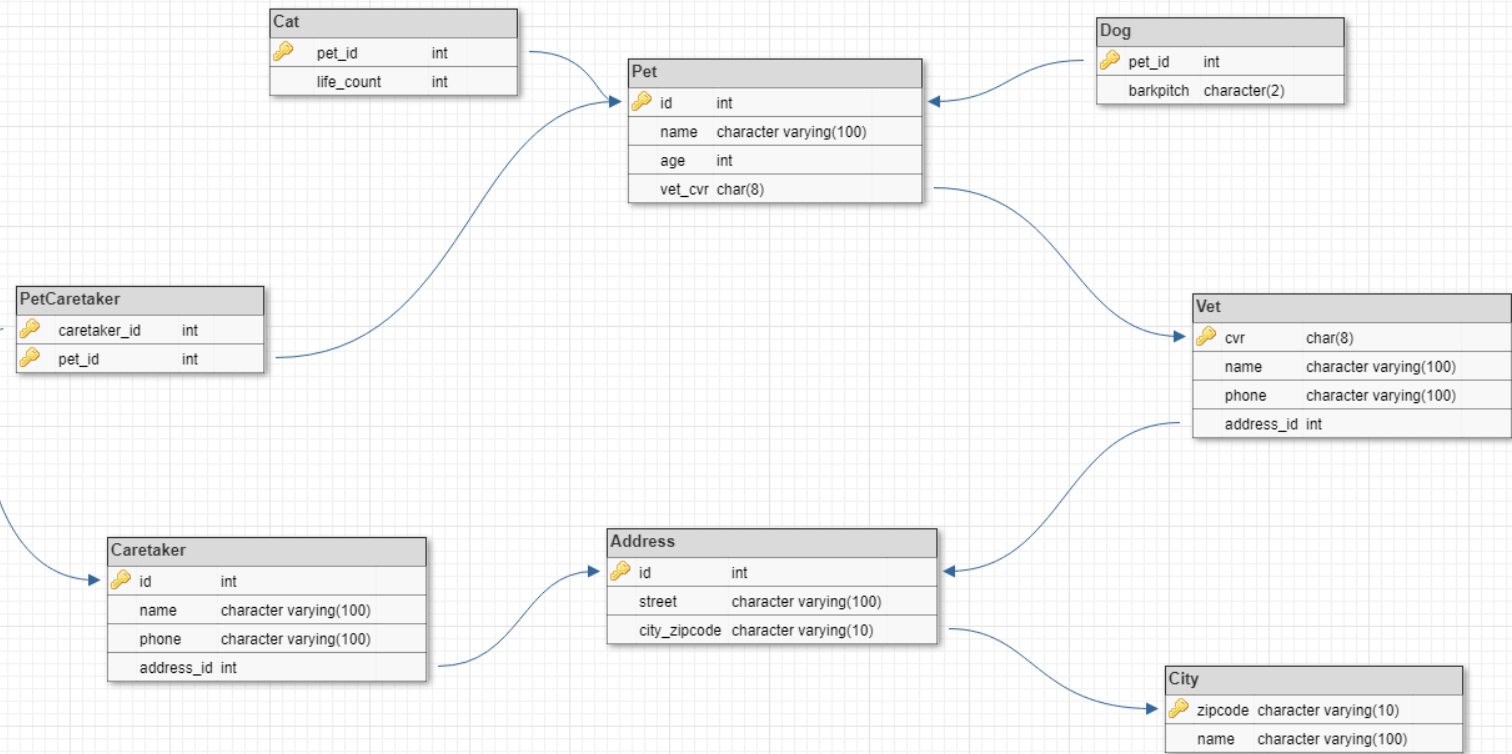 Cat
pet_id int
life_count int
Dog
pet_id int
barkpitch character(2)
Pet
id int
name character varying(100)
age int
vet_cvr char(8)
PetCaretaker
caretaker_id int
pet_id int
Vet
cvr char(8)
name character varying(100)
phone character varying(100)
address_id int
Caretaker
id int
name character varying(100)
phone character varying(100)
address_id int
Address
id int
street character varying(100)
city_zipcode character varying(10)
City
zipcode character varying(10)
name character varying(100)